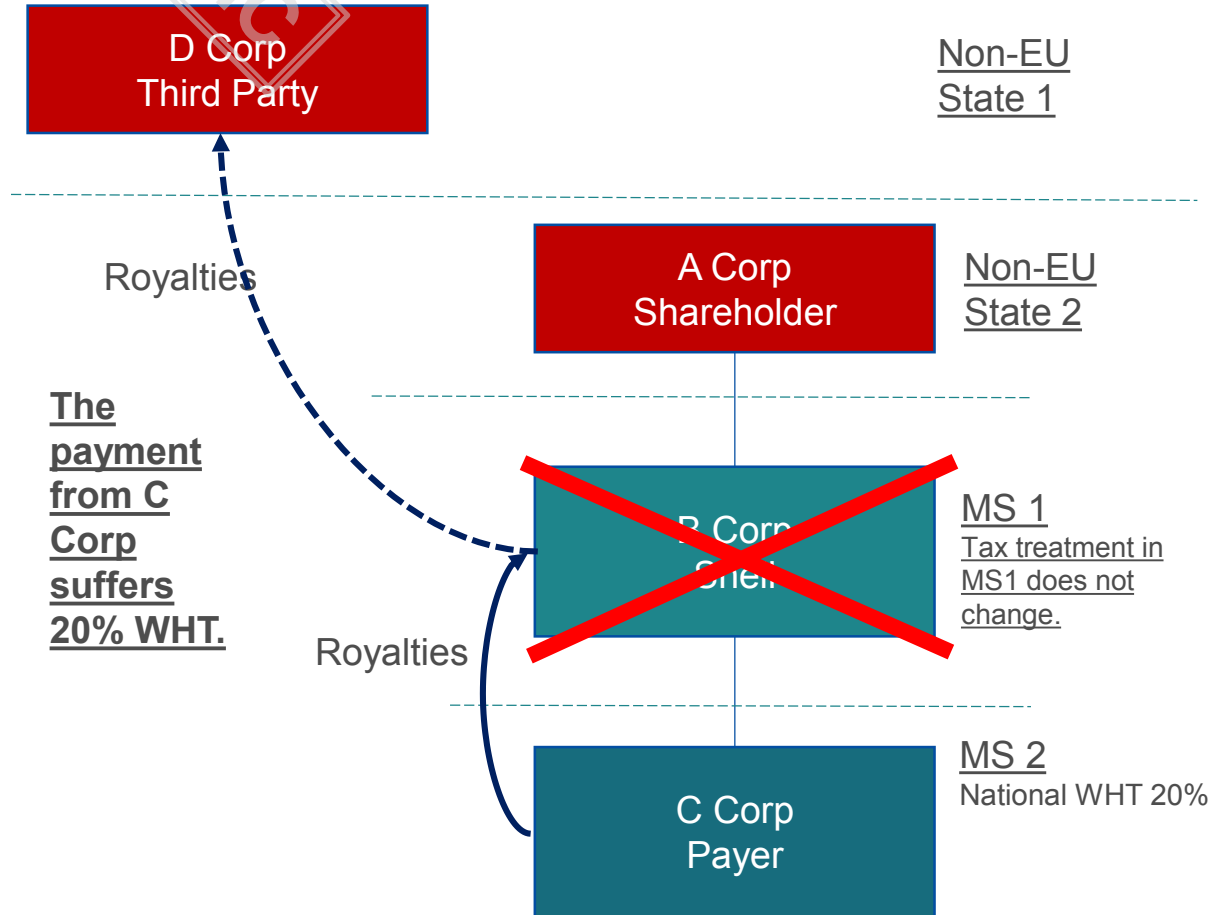 D Corp
Third Party
Non-EU
State 1
Royalties
A Corp
Shareholder
Non-EU
State 2
The
payment
from C
Corp
suffers
20% WHT.
B Corp
Shell
MS 1
Tax treatment in
MS1 does not
change.
Royalties
MS 2
National WHT 20%
C Corp
Payer